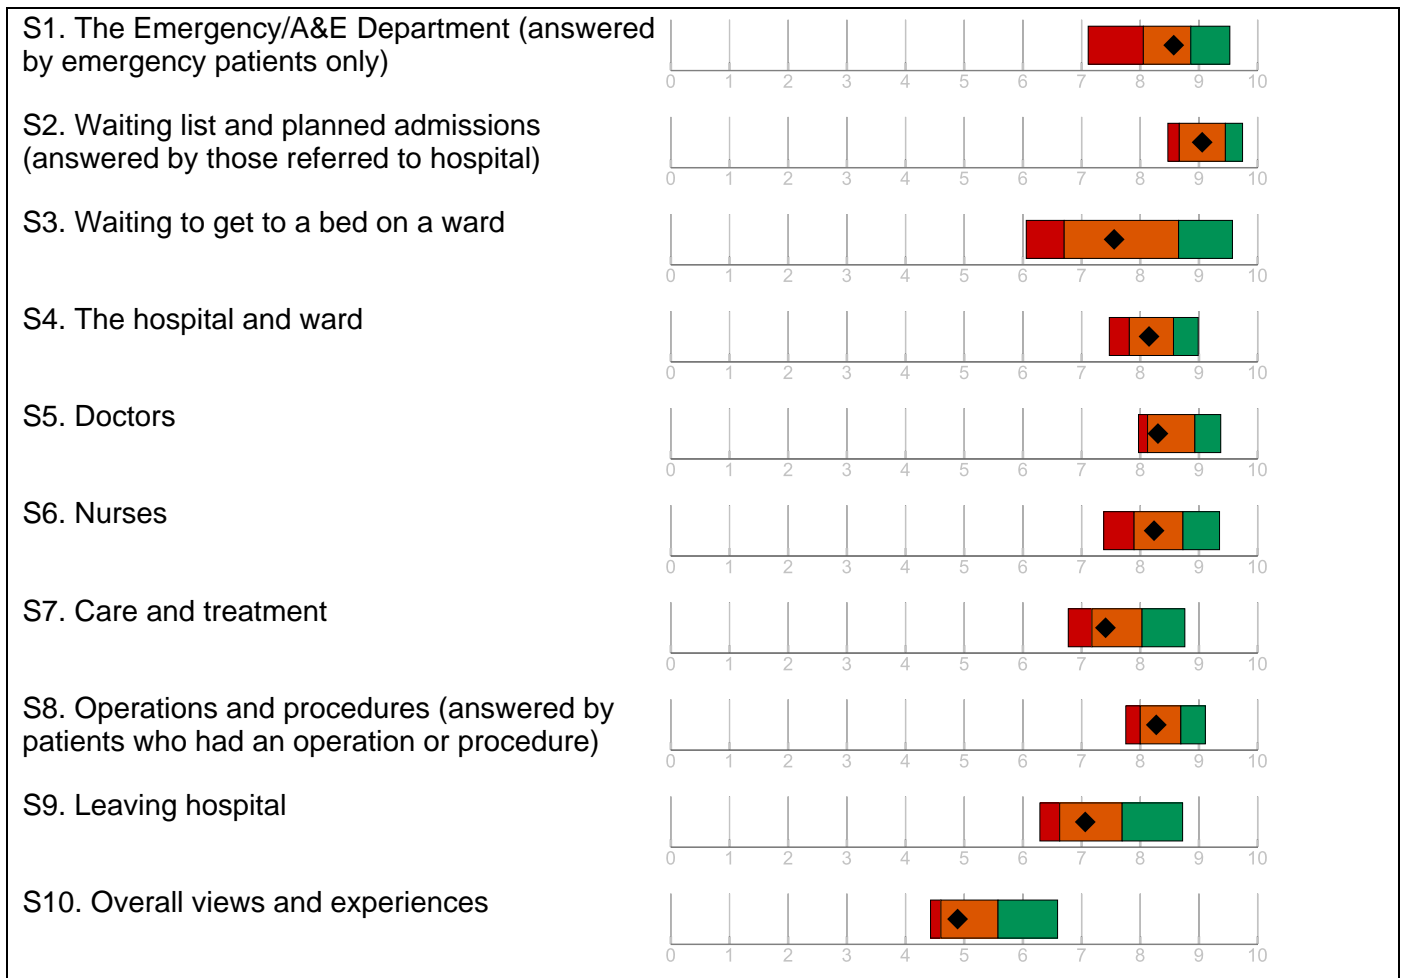 S1. The Emergency/A&E Department (answered
by emergency patients only)
0 1 2 3 4 5 6 7 8 9 10
S2. Waiting list and planned admissions
(answered by those referred to hospital)
0 1 2 3 4 5 6 7 8 9 10
S3. Waiting to get to a bed on a ward
0 1 2 3 4 5 6 7 8 9 10
S4. The hospital and ward
0 1 2 3 4 5 6 7 8 9 10
S5. Doctors
0 1 2 3 4 5 6 7 8 9 10
S6. Nurses
0 1 2 3 4 5 6 7 8 9 10
S7. Care and treatment
0 1 2 3 4 5 6 7 8 9 10
S8. Operations and procedures (answered by
patients who had an operation or procedure)
0 1 2 3 4 5 6 7 8 9 10
S9. Leaving hospital
0 1 2 3 4 5 6 7 8 9 10
S10. Overall views and experiences
0 1 2 3 4 5 6 7 8 9 10